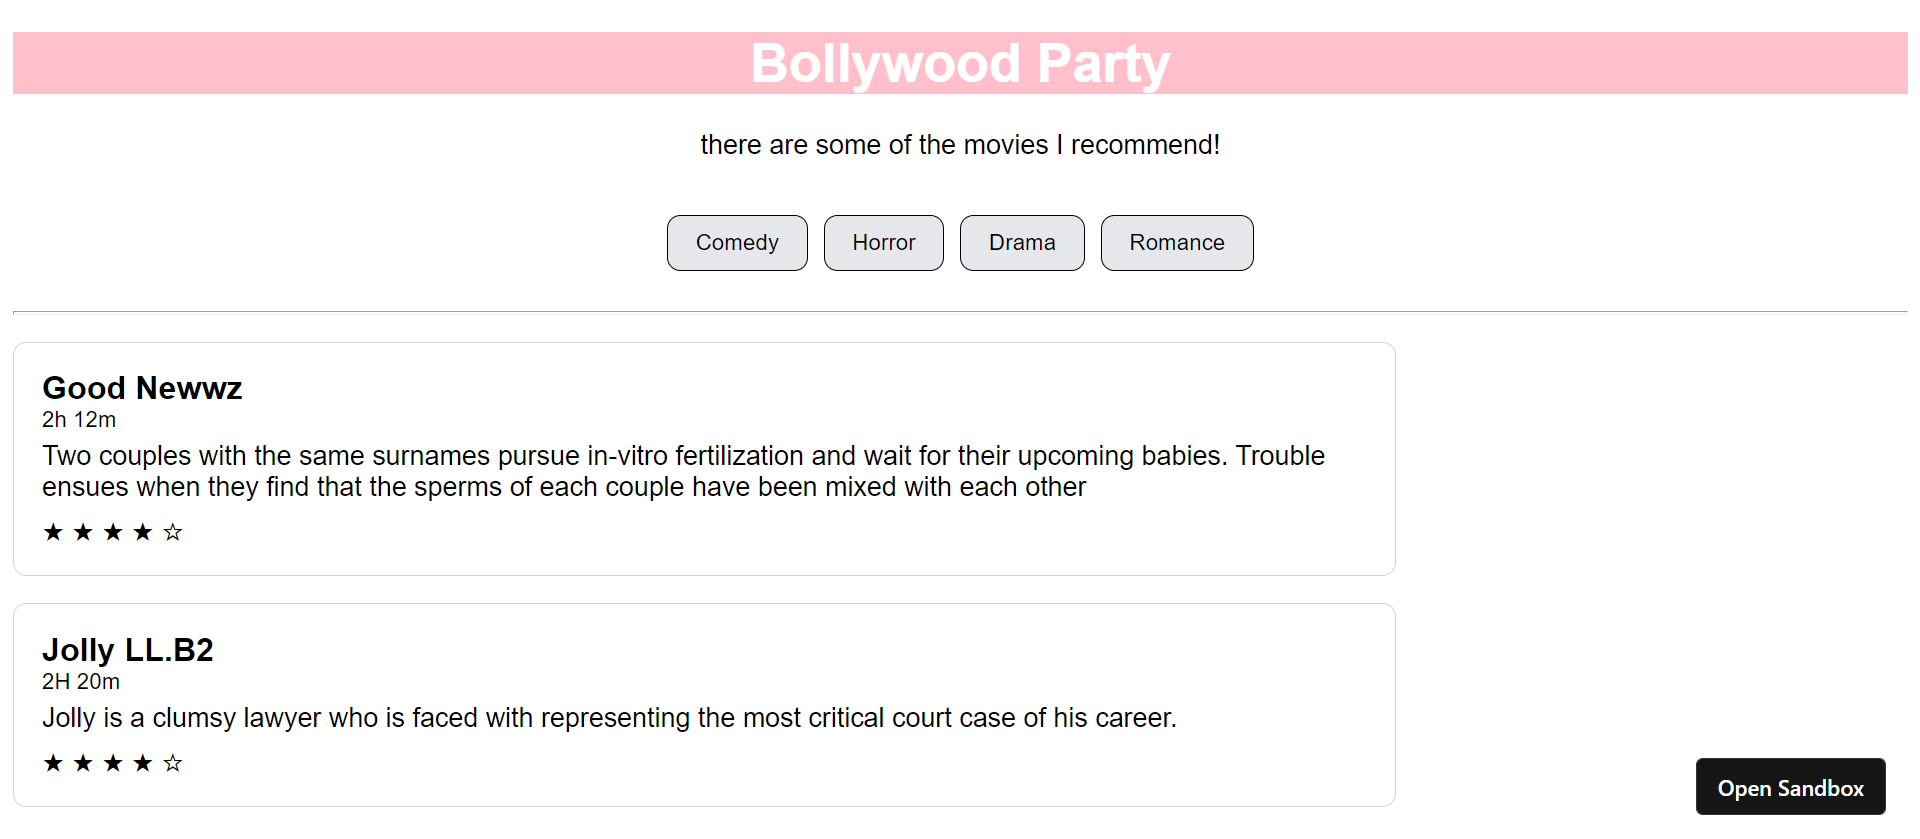 Bollywood Party
there are some of the movies I recommend!
Comedy Horror Drama Romance
Good Newwz
2h 12m
Two couples with the same surnames pursue in-vitro fertilization and wait for their upcoming babies. Trouble
ensues when they find that the sperms of each couple have been mixed with each other
★ ★ ★ ★ ☆
Jolly LL.B2
2H 20m
Jolly is a clumsy lawyer who is faced with representing the most critical court case of his career.
★ ★ ★ ★ ☆
Open Sandbox